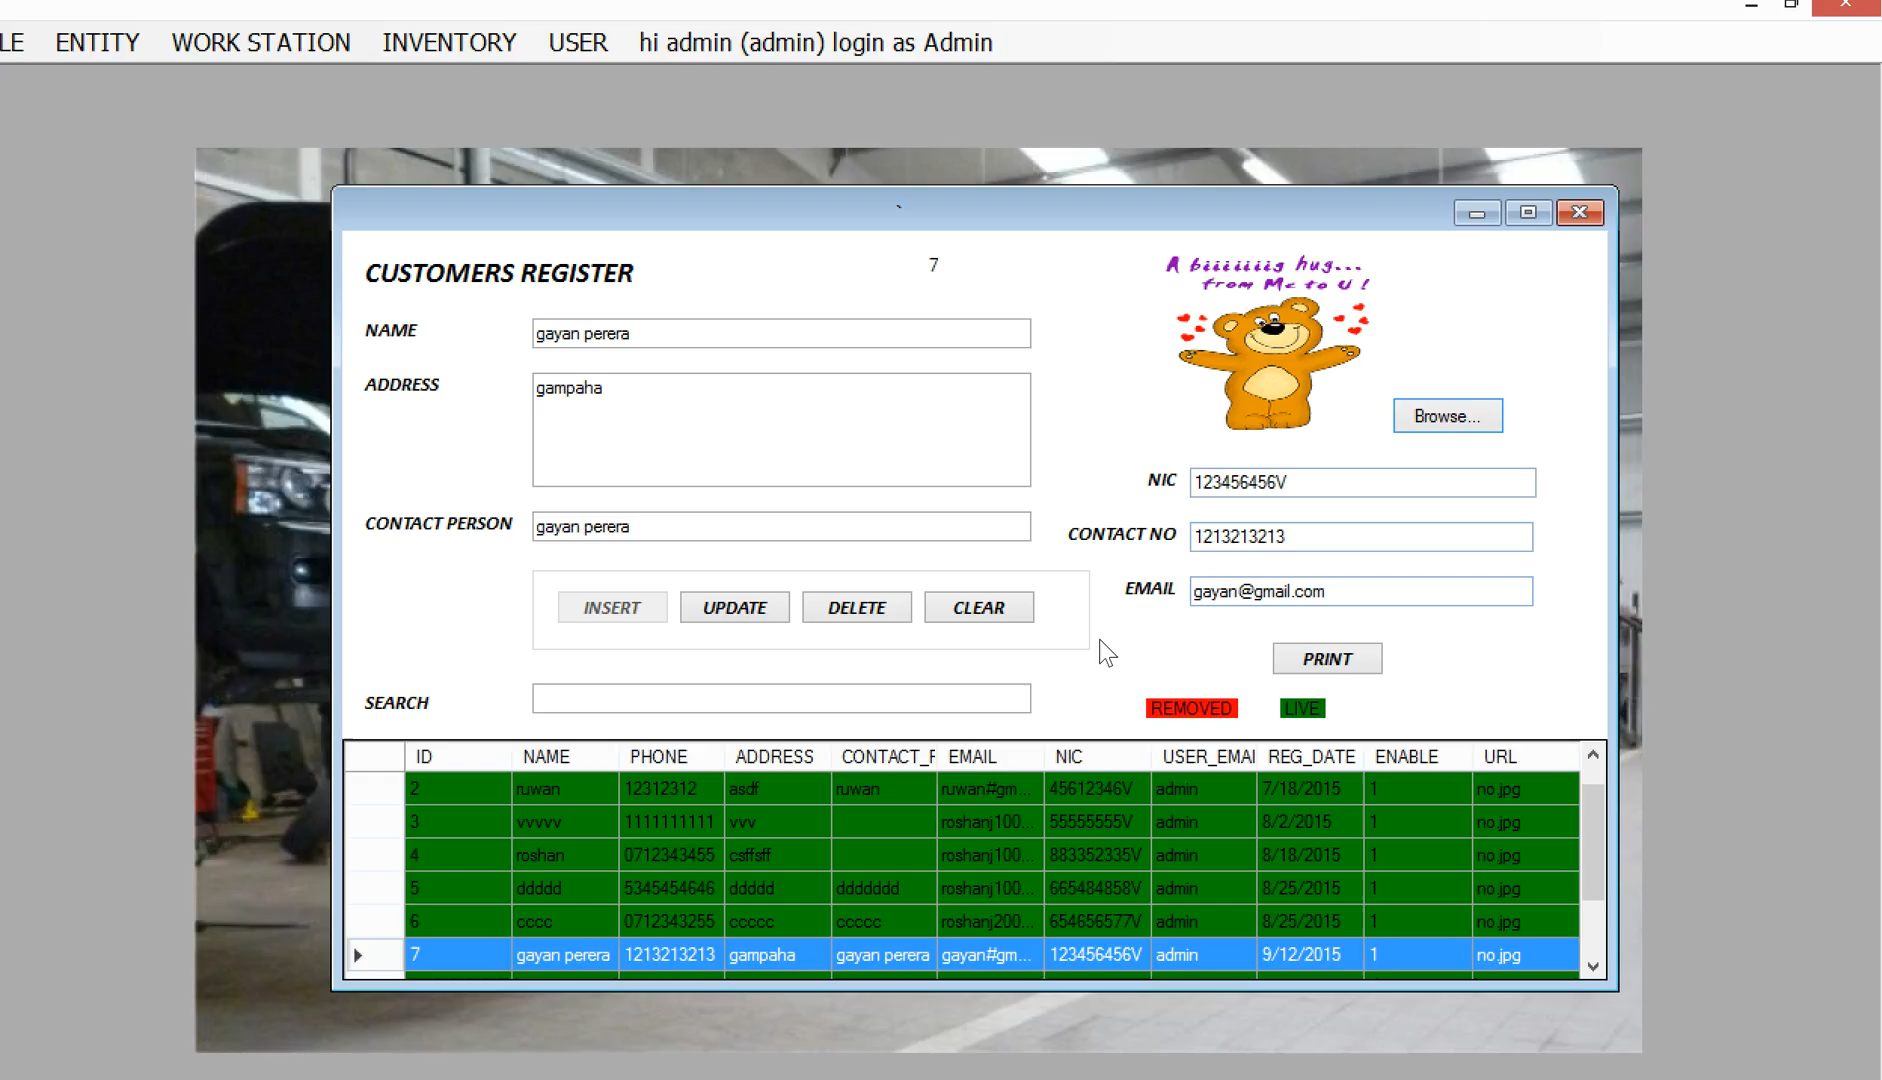 LE ENTITY WORK STATION INVENTORY USER hi admin (admin) login as Admin
CUSTOMERS REGISTER
7
A biiiiiiig hug...
from Me to U !
NAME
gayan perera
ADDRESS
gampaha
Browse...
NIC
123456456V
CONTACT PERSON
gayan perera
CONTACT NO
1213213213
EMAIL
gayan@gmail.com
INSERT UPDATE DELETE CLEAR
PRINT
SEARCH
REMOVED LIVE
ID NAME PHONE ADDRESS CONTACT_F EMAIL NIC USER_EMAI REG_DATE ENABLE URL
2 ruwan 12312312 asdf ruwan ruwan#gm... 45612346V admin 7/18/2015 1 no.jpg
3 vvvvv 1111111111 vvv roshanj100... 55555555V admin 8/2/2015 1 no.jpg
4 roshan 0712343455 csffsff roshanj100... 883352335V admin 8/18/2015 1 no.jpg
5 ddddd 5345454646 ddddd ddddddd roshanj100... 665484858V admin 8/25/2015 1 no.jpg
6 cccc 0712343255 ccccc ccccc roshanj200... 654656577V admin 8/25/2015 1 no.jpg
7 gayan perera 1213213213 gampaha gayan perera gayan#gm... 123456456V admin 9/12/2015 1 no.jpg